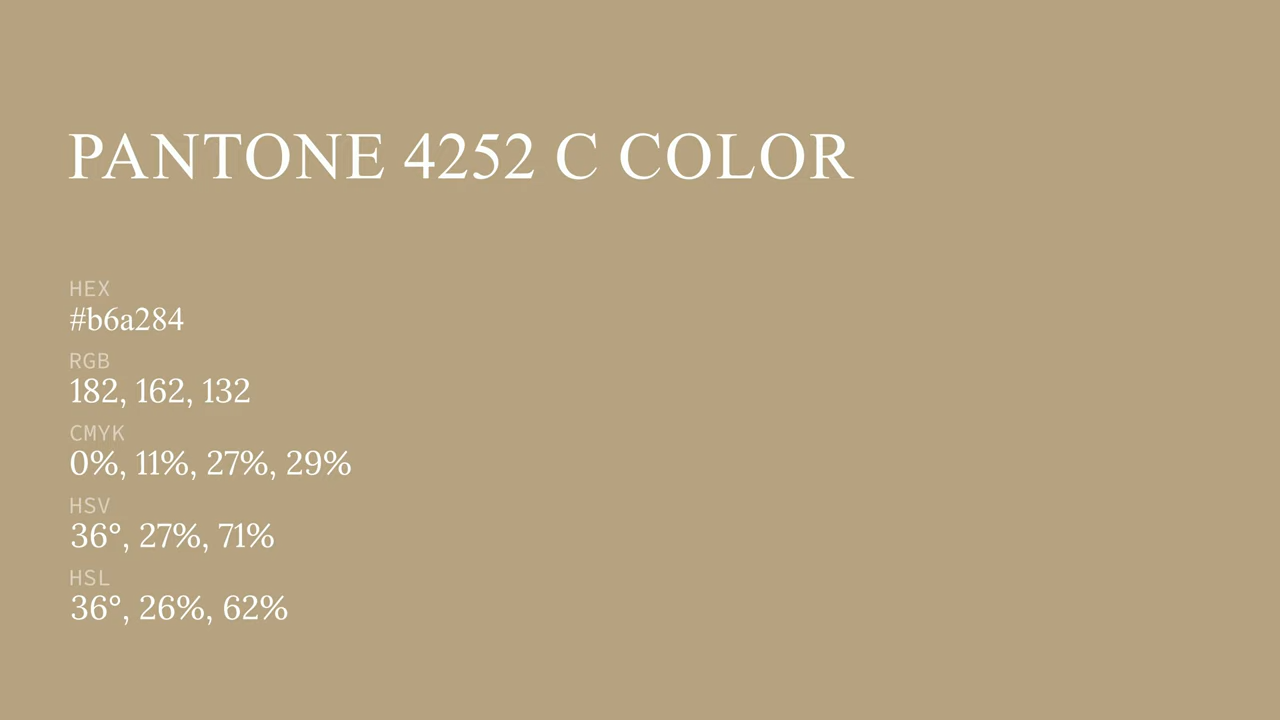 PANTONE 4252 C COLOR
HEX
#b6a284
RGB
182, 162, 132
CMYK
0%, 11%, 27%, 29%
HSV
36°, 27%, 71%
HSL
36°, 26%, 62%